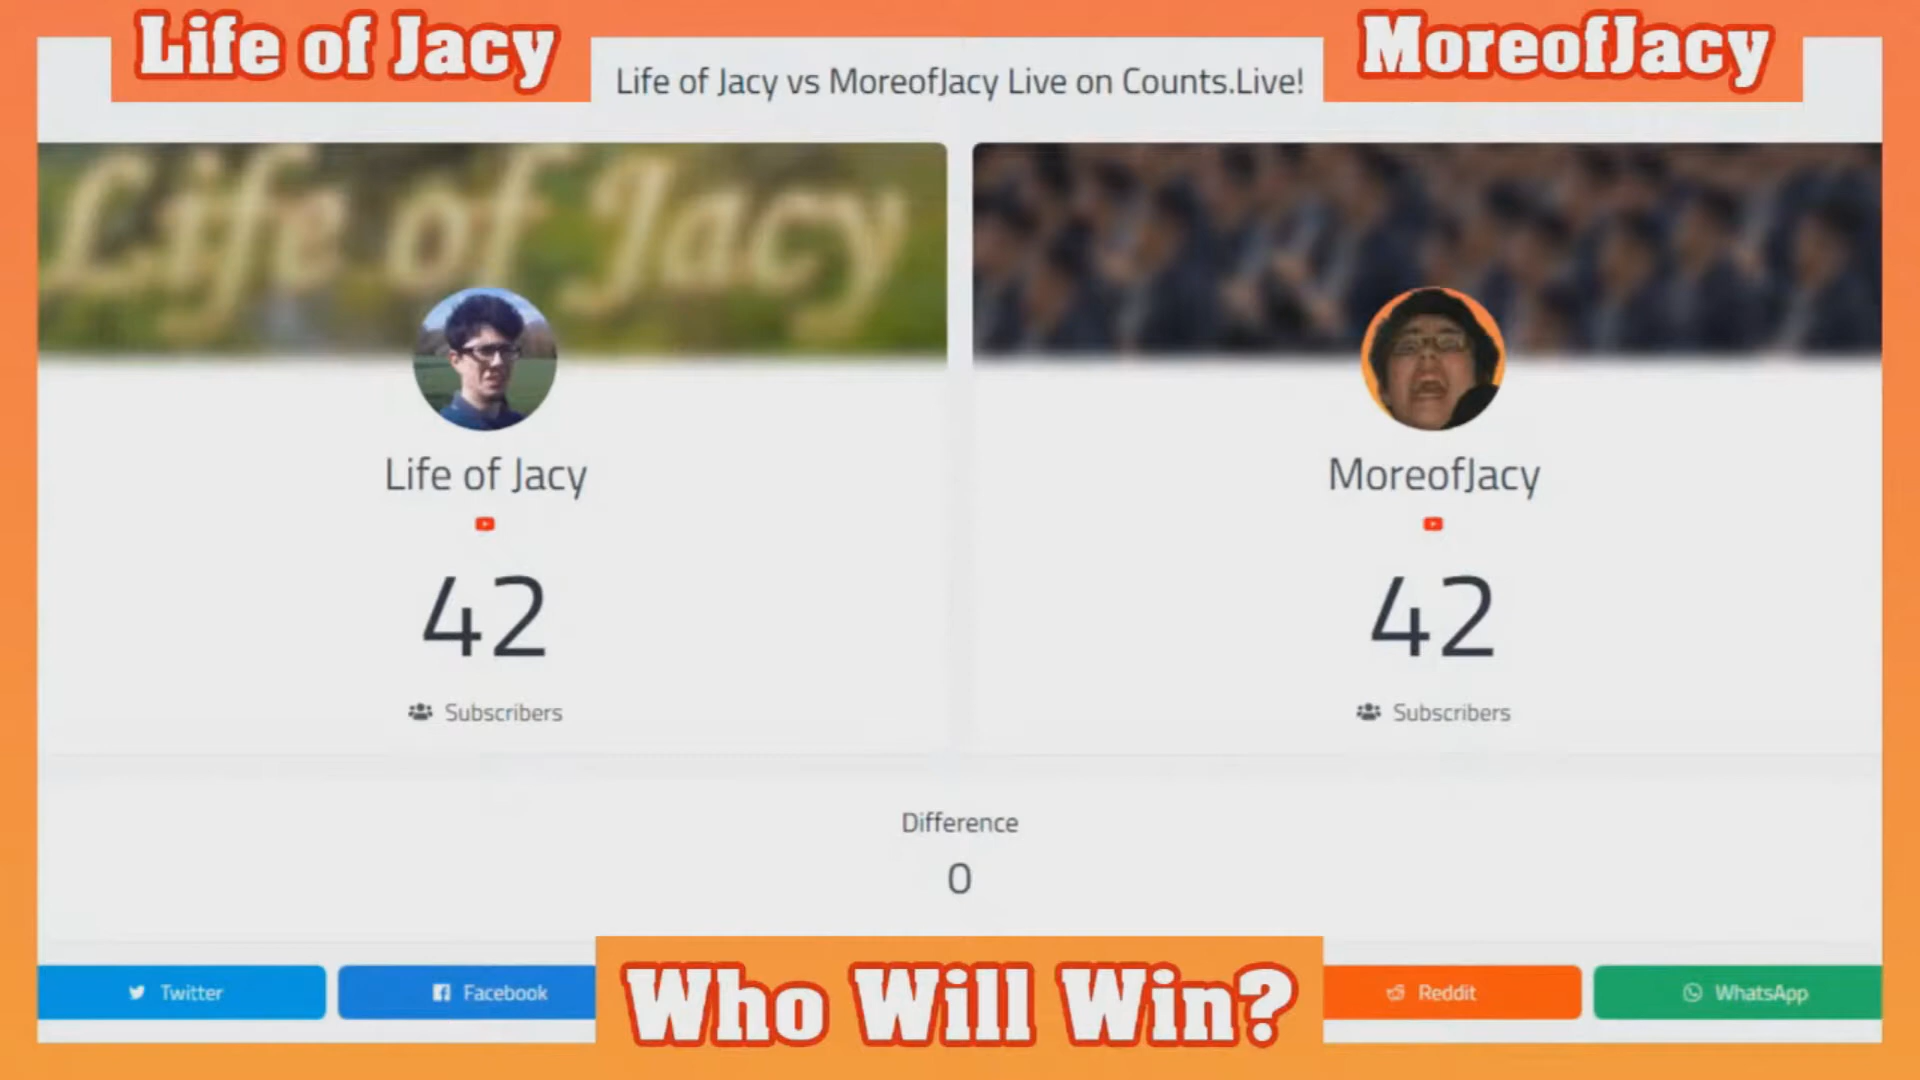 Life of Jacy
MoreofJacy
Life of Jacy vs MoreofJacy Live on Counts.Live!
Life of Jacy
Life of Jacy
MoreofJacy
42
42
Subscribers
Subscribers
Difference
0
Twitter
Facebook
Who Will Win?
Reddit
WhatsApp